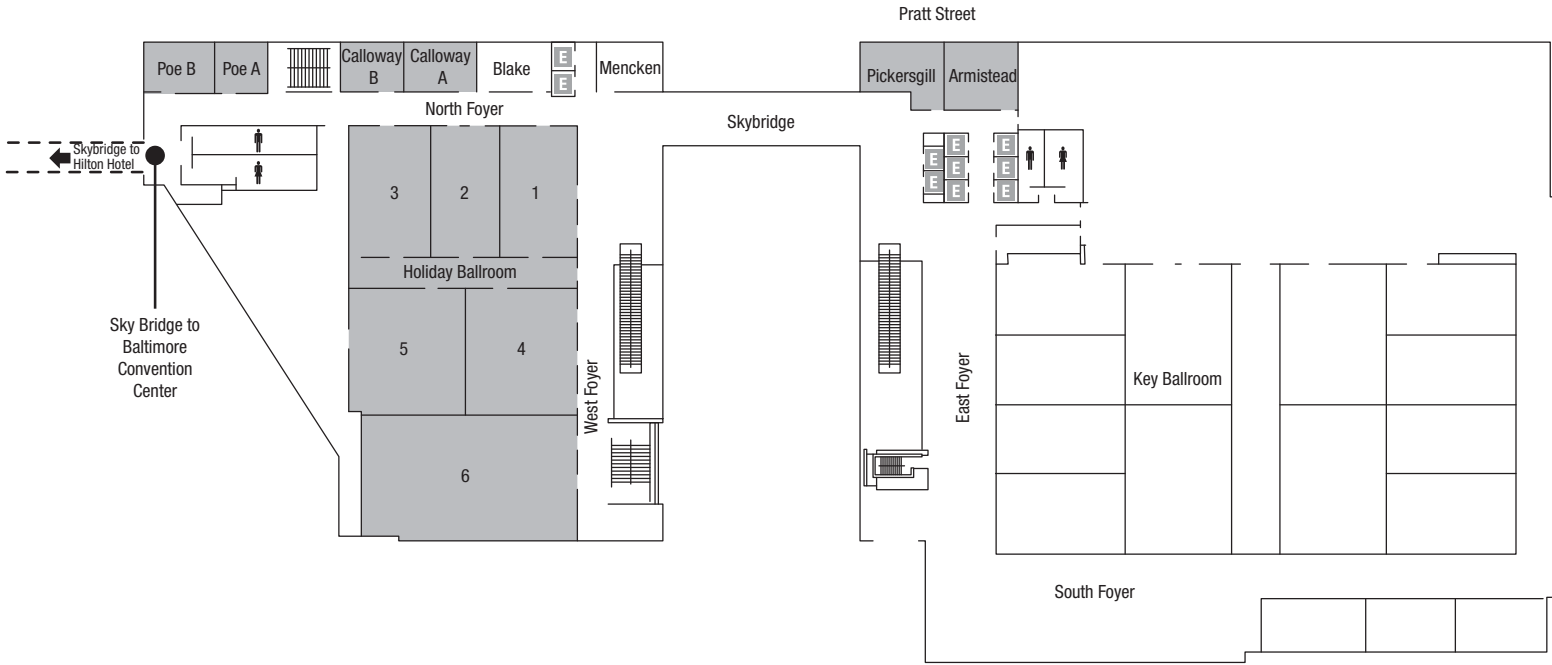 Pratt Street
Poe B
Poe A
Calloway
B
Calloway
A
Blake
E
E
Mencken
Pickersgill
Armistead
North Foyer
Skybridge
Skybridge to
Hilton Hotel
E
E
E
E
E
E
E
E
3
2
1
Holiday Ballroom
Sky Bridge to
Baltimore
Convention
Center
5
4
West Foyer
East Foyer
Key Ballroom
6
South Foyer